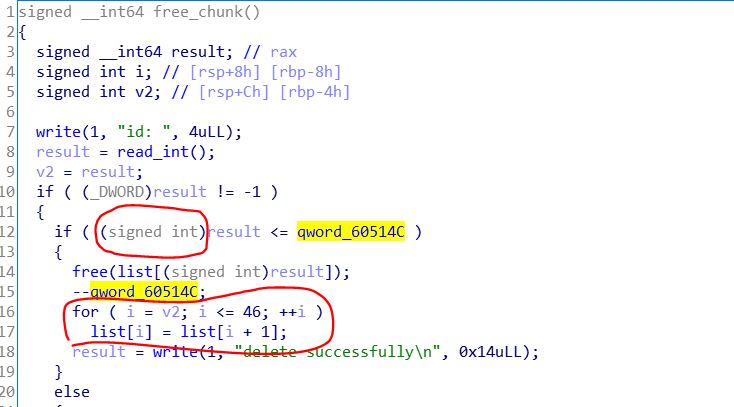 1 signed __int64 free_chunk()
2 {
3 signed __int64 result; // rax
4 signed int i; // [rsp+8h] [rbp-8h]
5 signed int v2; // [rsp+Ch] [rbp-4h]
6
7 write(1, "id: ", 4uLL);
8 result = read_int();
9 v2 = result;
10 if ( (_DWORD)result != -1 )
11 {
12 if ( (signed int)result <= qword_60514C )
13 {
14 free(list[(signed int)result]);
15 --qword_60514C;
16 for ( i = v2; i <= 46; ++i )
17 list[i] = list[i + 1];
18 result = write(1, "delete successfully\n", 0x14uLL);
19 }
20 else